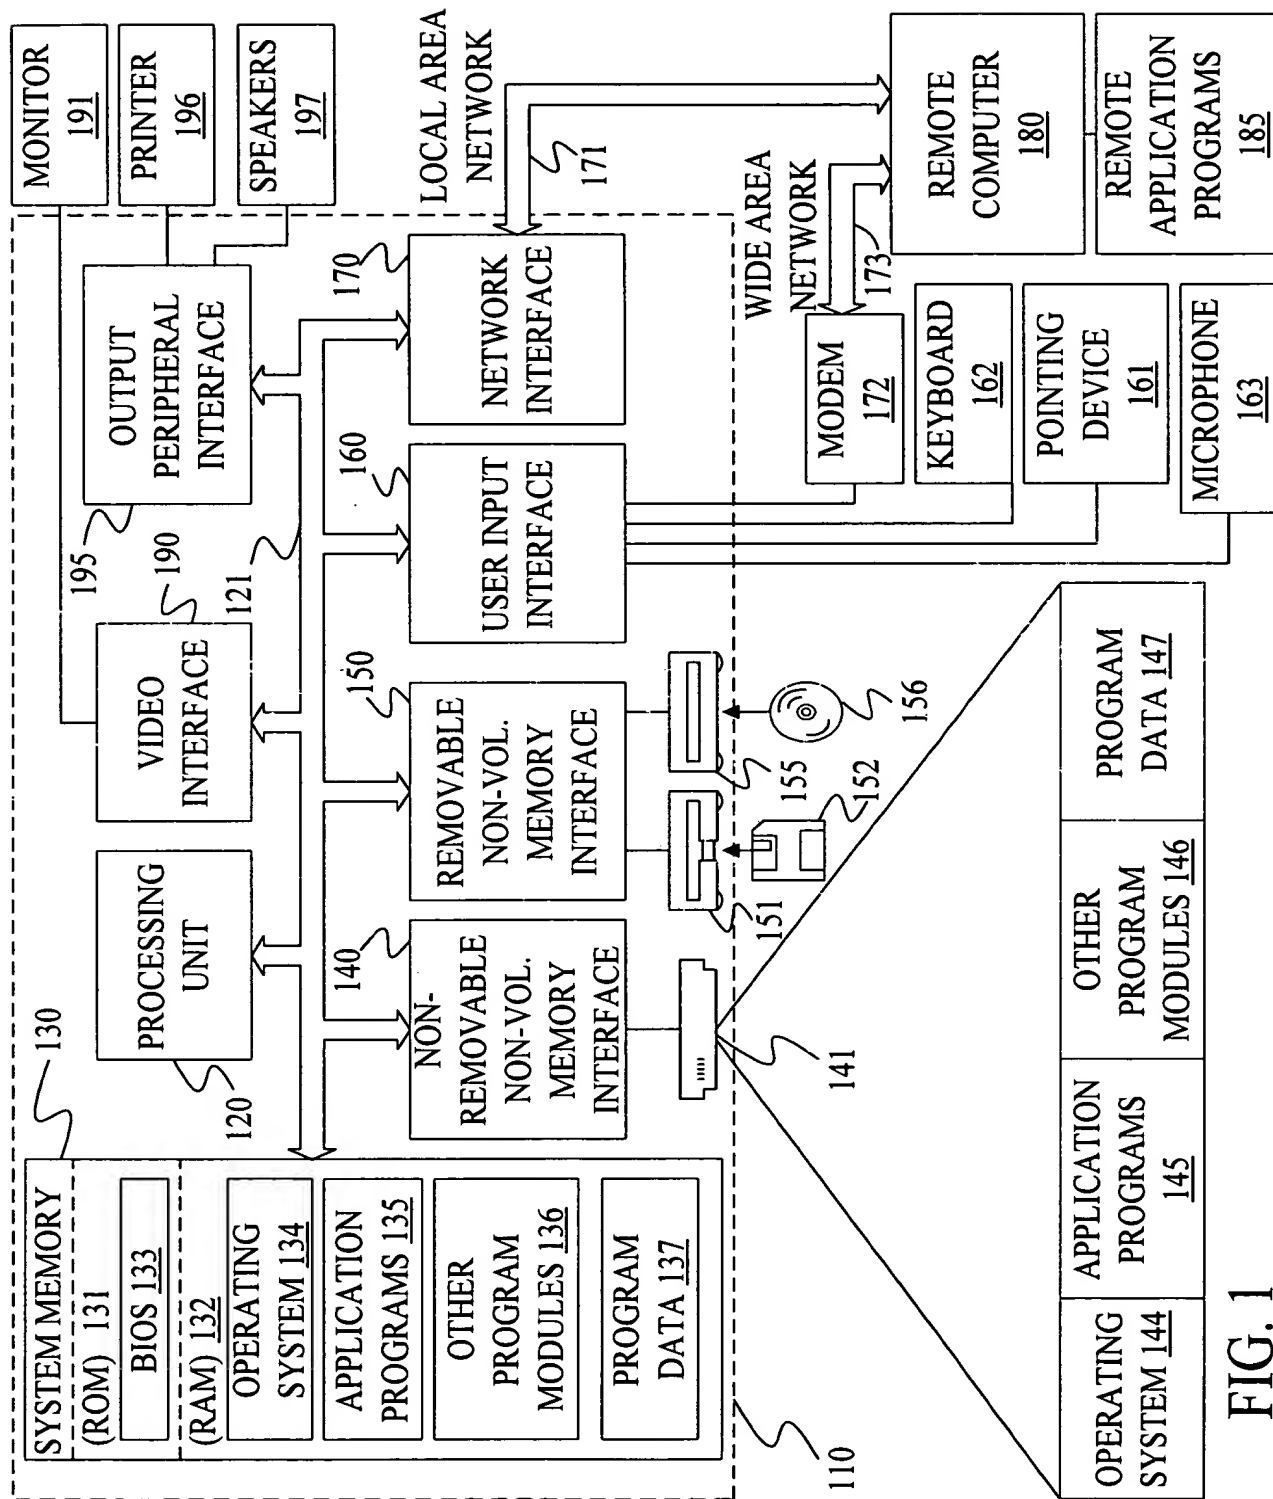 SYSTEM MEMORY
(ROM) 131
BIOS 133
(RAM) 132
OPERATING
SYSTEM 134
APPLICATION
PROGRAMS 135
OTHER
PROGRAM
MODULES 136
PROGRAM
DATA 137
130
PROCESSING
UNIT
120
VIDEO
INTERFACE
190
121
OUTPUT
PERIPHERAL
INTERFACE
195
MONITOR
191
PRINTER
196
SPEAKERS
197
NON-
REMOVABLE
NON-VOL.
MEMORY
INTERFACE
140
REMOVABLE
NON-VOL.
MEMORY
INTERFACE
150
USER INPUT
INTERFACE
160
NETWORK
INTERFACE
170
LOCAL AREA
NETWORK
171
110
141
151
152
155
156
WIDE AREA
NETWORK
173
MODEM
172
KEYBOARD
162
POINTING
DEVICE
161
MICROPHONE
163
REMOTE
COMPUTER
180
REMOTE
APPLICATION
PROGRAMS
185
OPERATING
SYSTEM 144
APPLICATION
PROGRAMS
145
OTHER
PROGRAM
MODULES 146
PROGRAM
DATA 147
FIG. 1